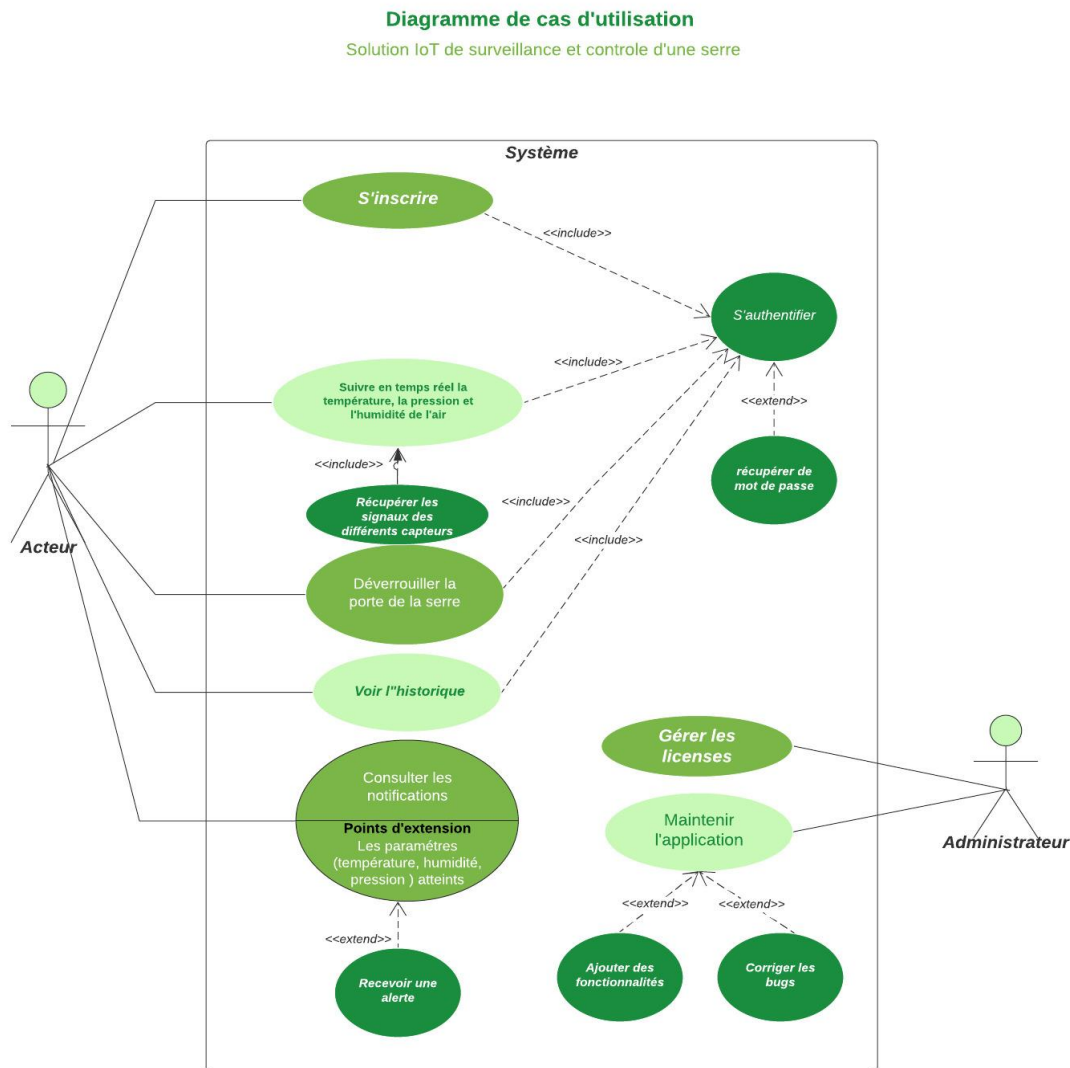 Diagramme de cas d'utilisation
Solution IoT de surveillance et controle d'une serre
Système
S'inscrire
<<include>>
S'authentifier
<<include>>
Suivre en temps réel la
température, la pression et
l'humidité de l'air
<<extend>>
<<include>>
récupérer de
mot de passe
Récupérer les
signaux des
différents capteurs
<<include>>
<<include>>
Acteur
Déverrouiller la
porte de la serre
Voir l''historique
Gérer les
licenses
Consulter les
notifications
Points d'extension
Les paramétres
(température, humidité,
pression ) atteints
Maintenir
l'application
Administrateur
<<extend>>
<<extend>>
<<extend>>
Recevoir une
alerte
Ajouter des
fonctionnalités
Corriger les
bugs